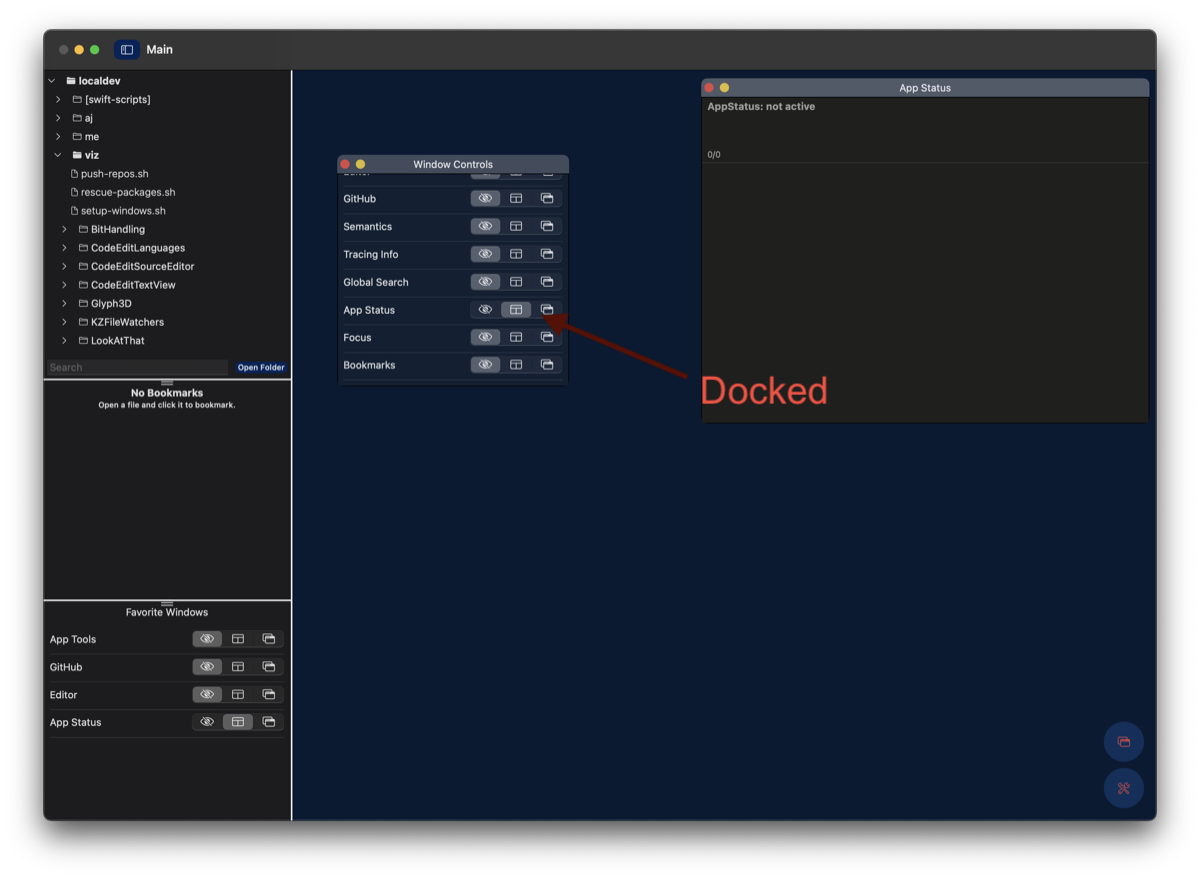 Main
localdev
[swift-scripts]
aj
me
viz
push-repos.sh
rescue-packages.sh
setup-windows.sh
BitHandling
CodeEditLanguages
CodeEditSourceEditor
CodeEditTextView
Glyph3D
KZFileWatchers
LookAtThat
Search
Open Folder
No Bookmarks
Open a file and click it to bookmark.
Favorite Windows
App Tools
GitHub
Editor
App Status
Window Controls
GitHub
Semantics
Tracing Info
Global Search
App Status
Focus
Bookmarks
App Status
AppStatus: not active
0/0
Docked